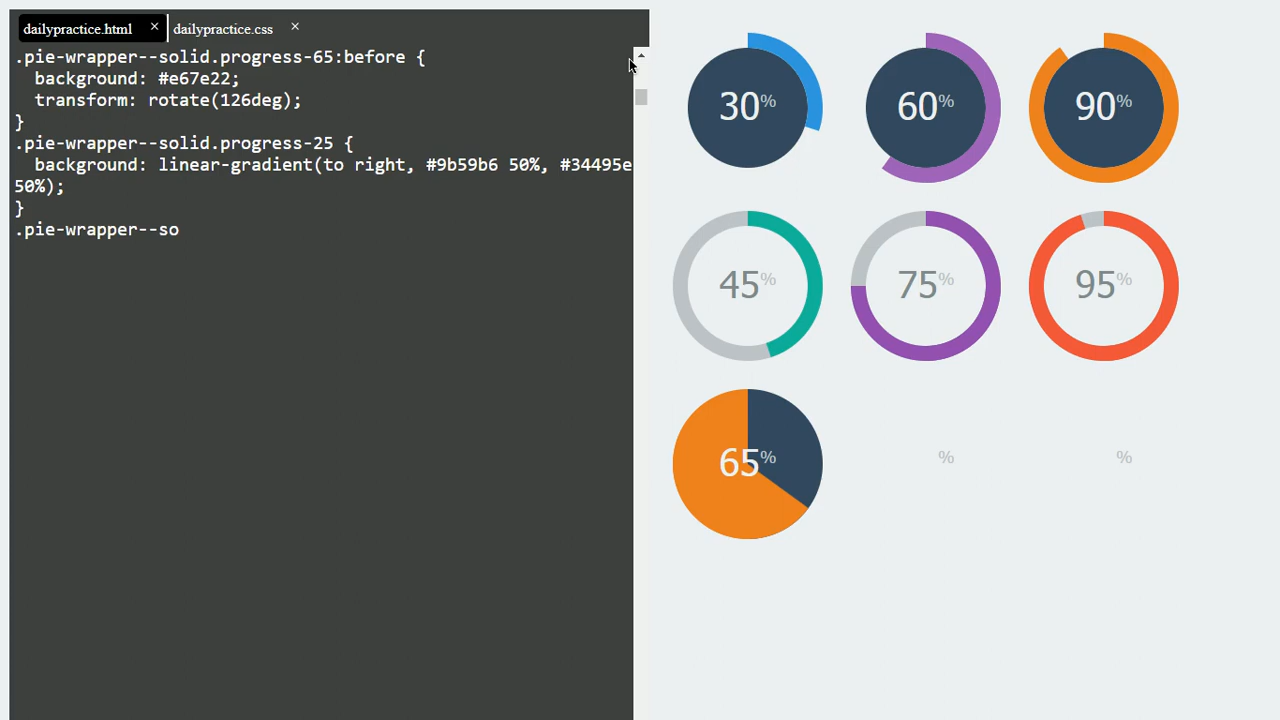 dailypractice.html × dailypractice.css ×
.pie-wrapper--solid.progress-65:before {
background: #e67e22;
transform: rotate(126deg);
}
.pie-wrapper--solid.progress-25 {
background: linear-gradient(to right, #9b59b6 50%, #34495e
50%);
}
.pie-wrapper--so
30% 60% 90%
45% 75% 95%
65% % %